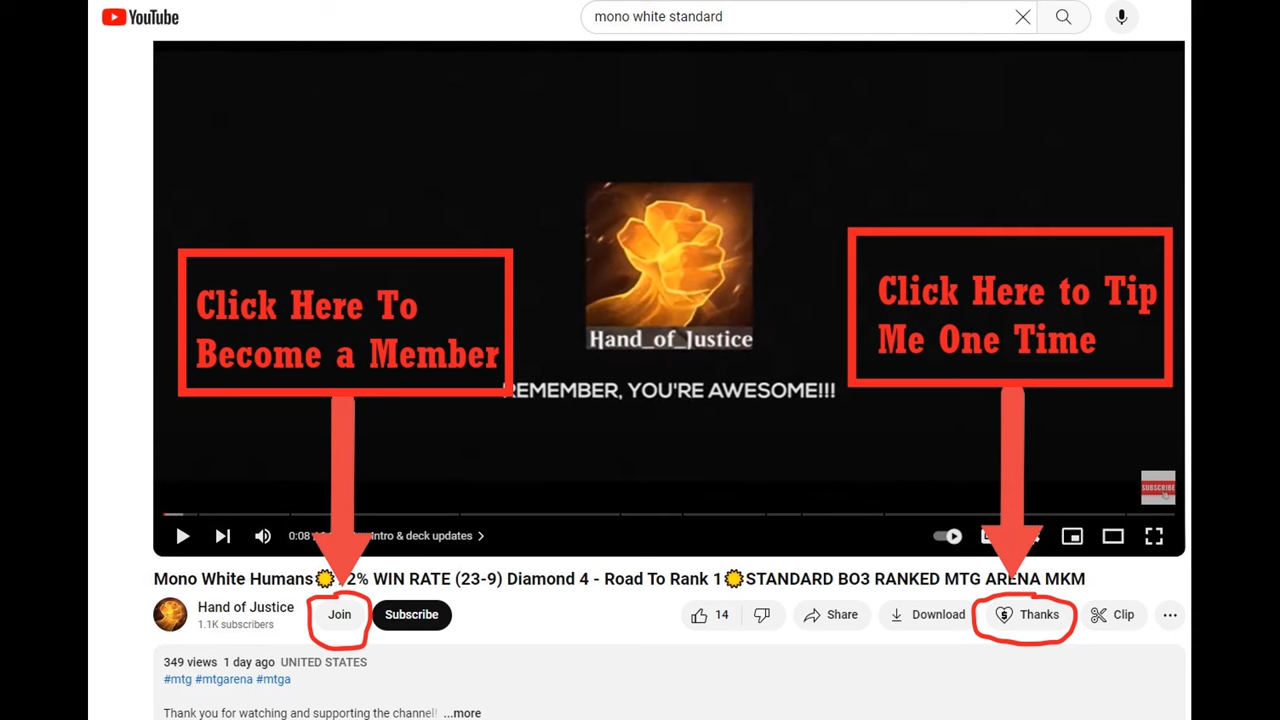 YouTube
mono white standard
Click Here To
Become a Member
Click Here to Tip
Me One Time
Hand_of_Justice
REMEMBER, YOU'RE AWESOME!!!
SUBSCRIBE
0:08
Intro & deck updates
Mono White Humans 2% WIN RATE (23-9) Diamond 4 - Road To Rank 1 STANDARD BO3 RANKED MTG ARENA MKM
Hand of Justice
1.1K subscribers
Join
Subscribe
14
Share
Download
Thanks
Clip
349 views 1 day ago UNITED STATES
#mtg #mtgarena #mtga
Thank you for watching and supporting the channel! ...more